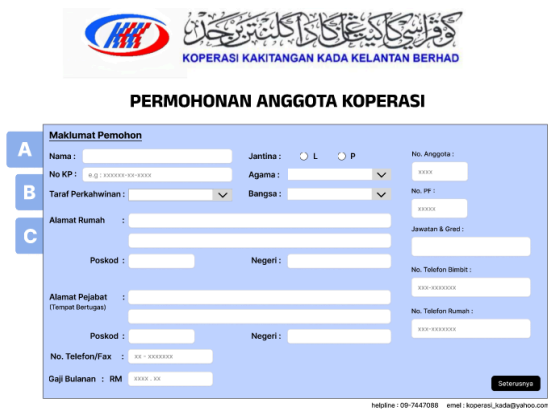 KOPERASI KAKITANGAN KADA KELANTAN BERHAD
PERMOHONAN ANGGOTA KOPERASI
A
B
C
Maklumat Pemohon
Nama :
Jantina : L P
No. Anggota :
xxxx
No KP : e.g : xxxxxx-xx-xxxx
Agama :
No. PF :
xxxxx
Taraf Perkahwinan :
Bangsa :
Alamat Rumah :
Jawatan & Gred :
Poskod :
Negeri :
No. Telefon Bimbit :
xxx-xxxxxxx
Alamat Pejabat :
(Tempat Bertugas)
No. Telefon Rumah :
xxx-xxxxxxx
Poskod :
Negeri :
No. Telefon/Fax : xx - xxxxxxx
Gaji Bulanan : RM xxxx . xx
Seterusnya
helpline : 09-7447088 emel : koperasi_kada@yahoo.com